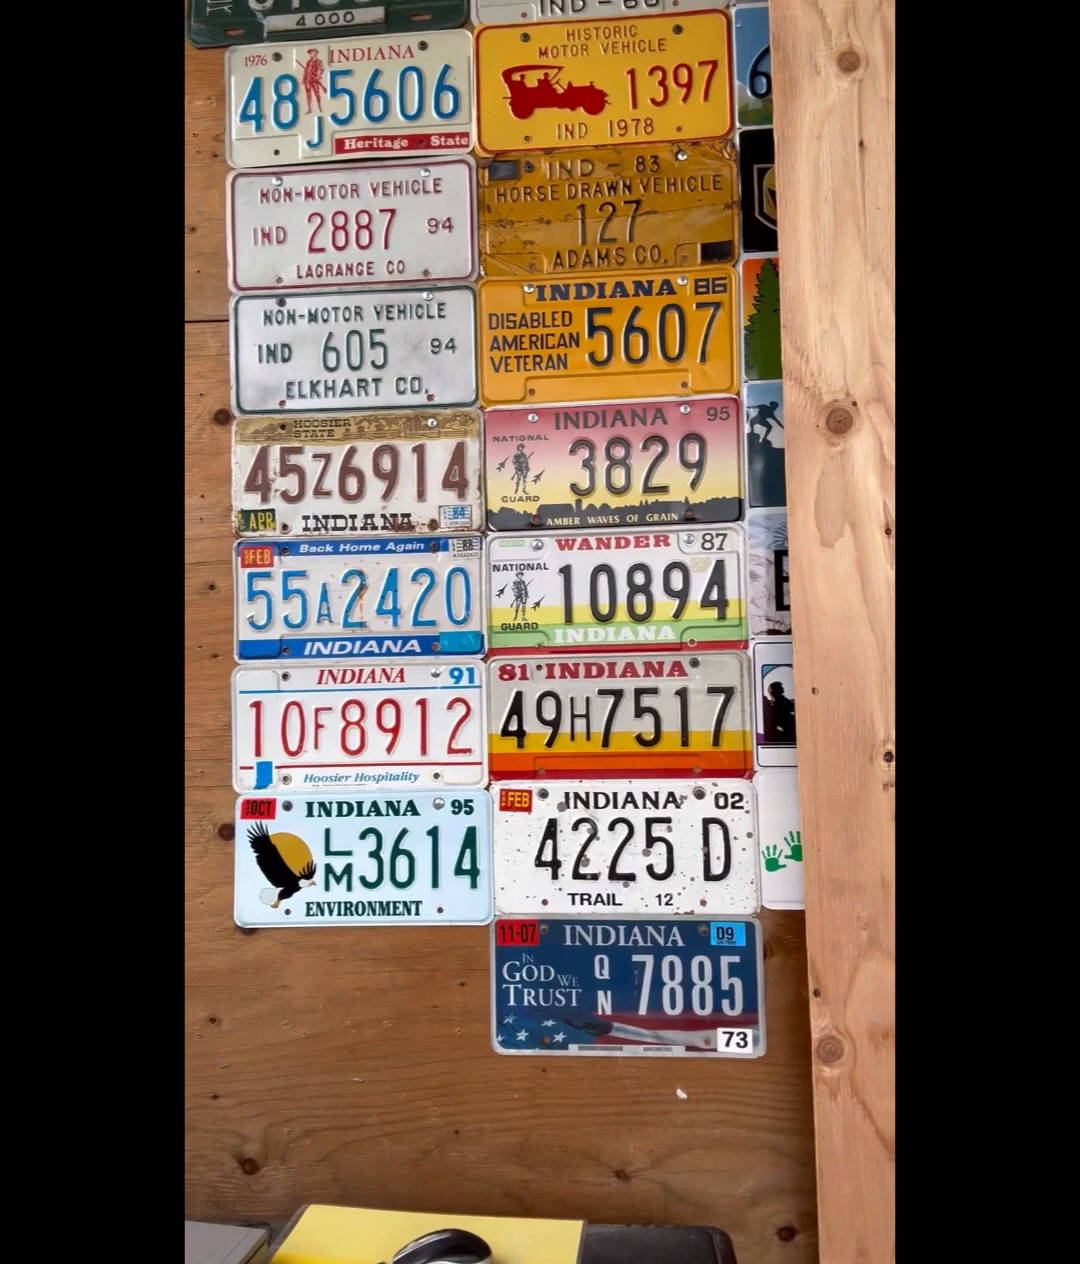 4000
1976 INDIANA
48 J 5606
Heritage State
NON-MOTOR VEHICLE
IND 2887 94
LAGRANGE CO
NON-MOTOR VEHICLE
IND 605 94
ELKHART CO.
HOOSIER
STATE
45Z6914
APR INDIANA 84
FEB Back Home Again 88
55A2420
INDIANA
INDIANA 91
10F8912
Hoosier Hospitality
OCT INDIANA 95
LM3614
ENVIRONMENT
HISTORIC
MOTOR VEHICLE
1397
IND 1978
IND - 83
HORSE DRAWN VEHICLE
127
ADAMS CO.
INDIANA 86
DISABLED
AMERICAN
VETERAN
5607
INDIANA 95
NATIONAL
GUARD
3829
AMBER WAVES OF GRAIN
WANDER 87
NATIONAL
GUARD
10894
INDIANA
81 INDIANA
49H7517
FEB INDIANA 02
4225 D
TRAIL 12
11-07 INDIANA 09
IN
GOD WE
TRUST
QN 7885
73
6